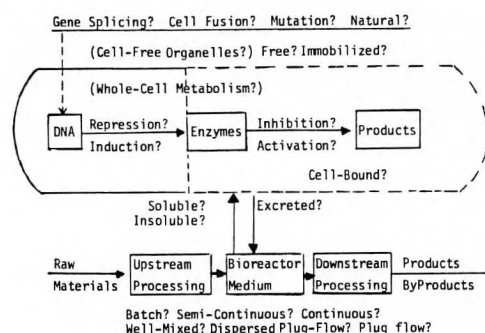 Gene Splicing? Cell Fusion? Mutation? Natural?
(Cell-Free Organelles?) Free? Immobilized?
(Whole-Cell Metabolism?)
DNA
Repression?
Induction?
Enzymes
Inhibition?
Activation?
Products
Cell-Bound?
Soluble?
Insoluble?
Excreted?
Raw
Materials
Upstream
Processing
Bioreactor
Medium
Downstream
Processing
Products
ByProducts
Batch? Semi-Continuous? Continuous?
Well-Mixed? Dispersed Plug-Flow? Plug flow?